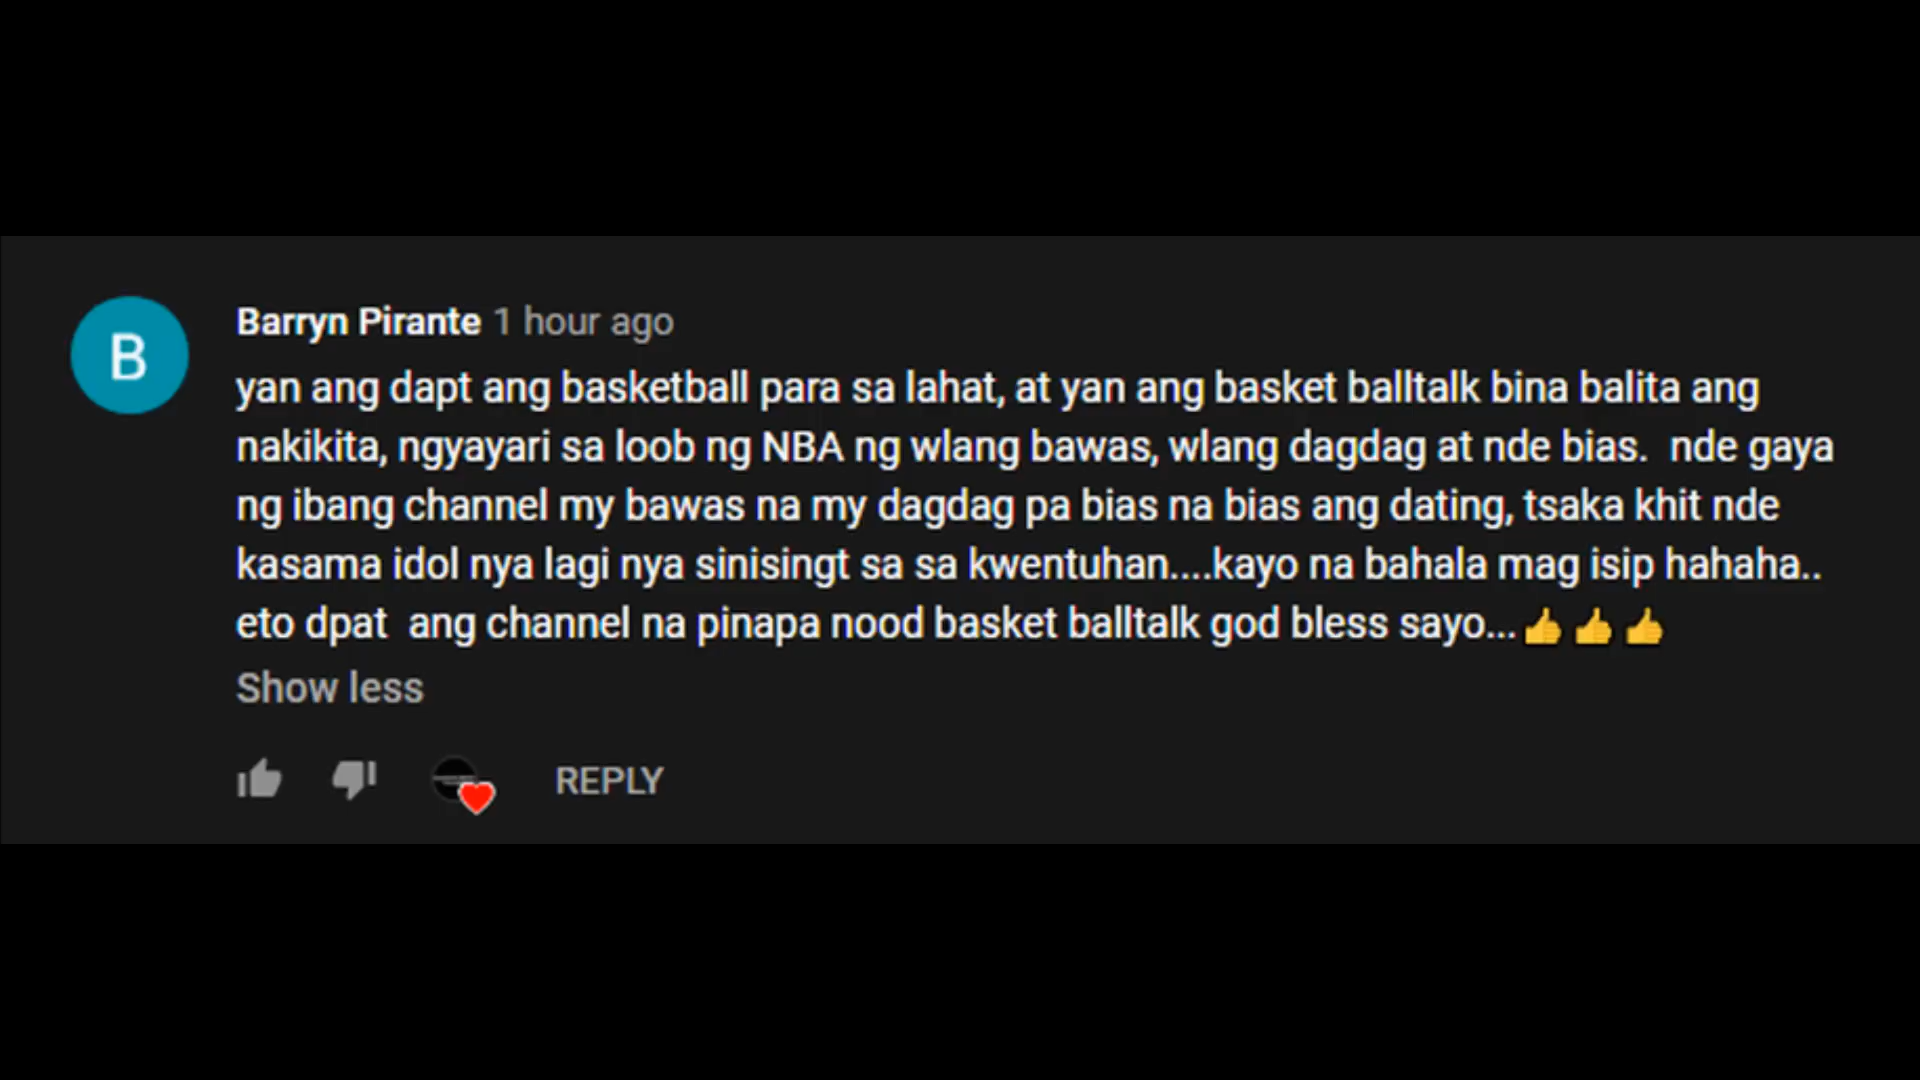 B
Barryn Pirante 1 hour ago
yan ang dapt ang basketball para sa lahat, at yan ang basket balltalk bina balita ang
nakikita, ngyayari sa loob ng NBA ng wlang bawas, wlang dagdag at nde bias.  nde gaya
ng ibang channel my bawas na my dagdag pa bias na bias ang dating, tsaka khit nde
kasama idol nya lagi nya sinisingt sa sa kwentuhan....kayo na bahala mag isip hahaha..
eto dpat  ang channel na pinapa nood basket balltalk god bless sayo...👍👍👍
Show less
REPLY